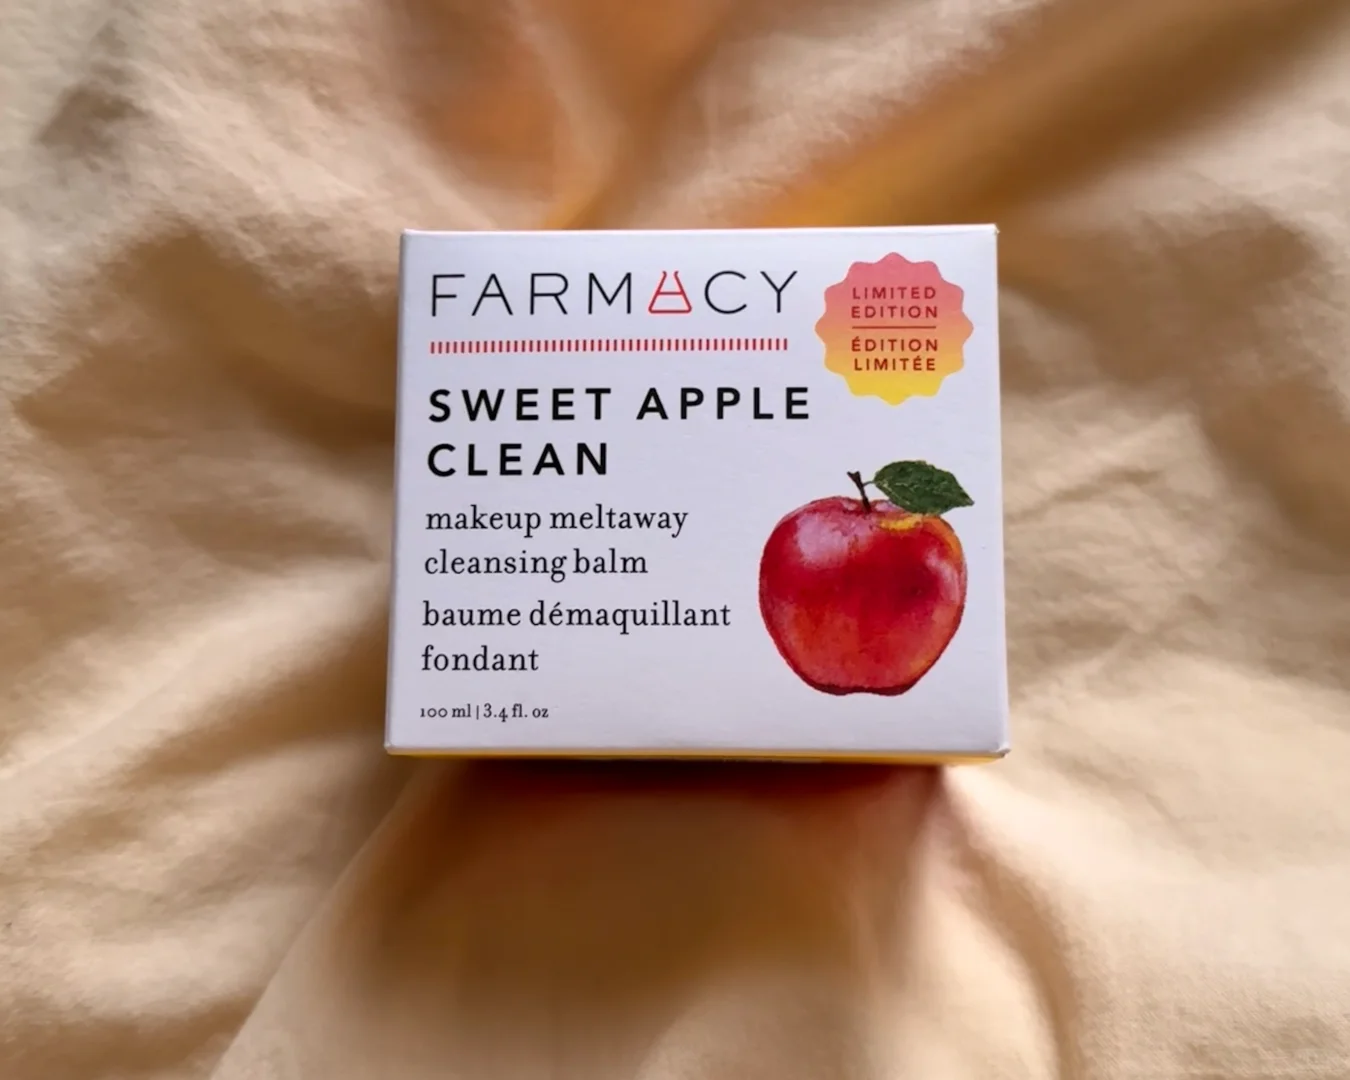 FARMACY
LIMITED
EDITION
ÉDITION
LIMITÉE
SWEET APPLE
CLEAN
makeup meltaway
cleansing balm
baume démaquillant
fondant
100 ml | 3.4 fl. oz